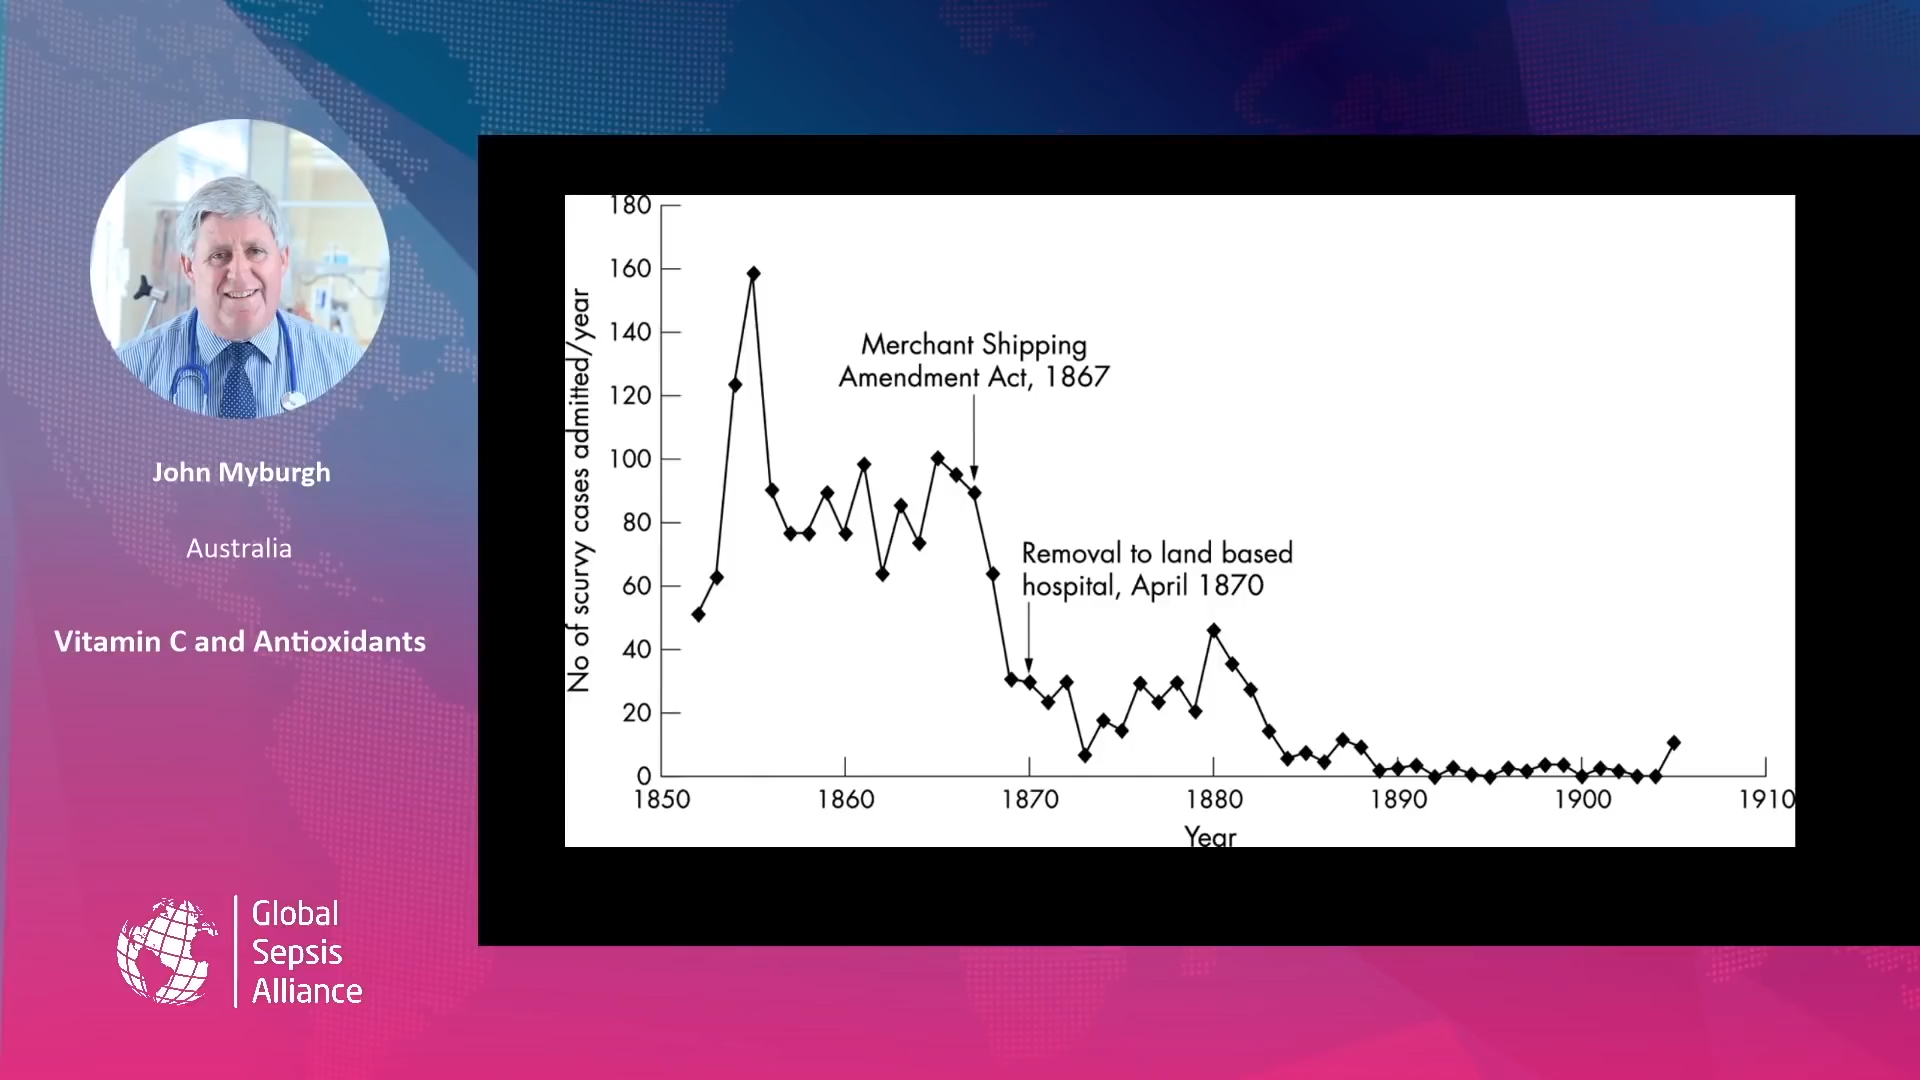 John Myburgh
Australia
Vitamin C and Antioxidants
Global
Sepsis
Alliance
No of scurvy cases admitted/year
180
160
140
120
100
80
60
40
20
0
Merchant Shipping
Amendment Act, 1867
Removal to land based
hospital, April 1870
1850 1860 1870 1880 1890 1900 1910
Year